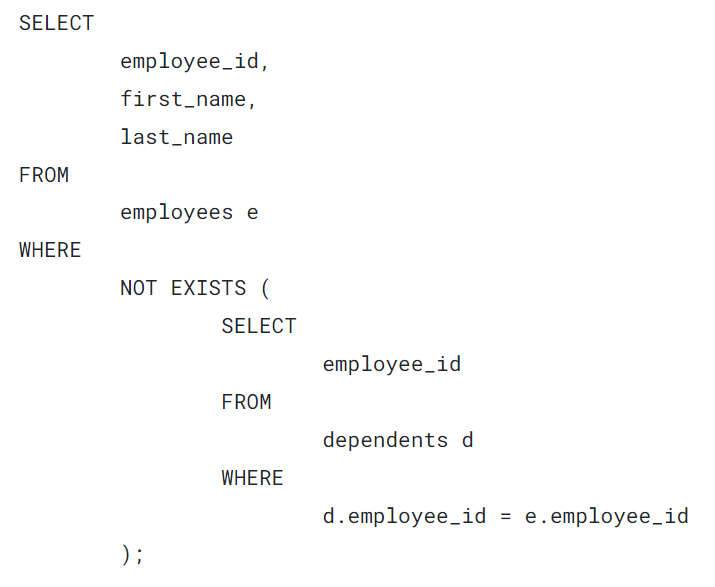 SELECT
employee_id,
first_name,
last_name
FROM
employees e
WHERE
NOT EXISTS (
SELECT
employee_id
FROM
dependents d
WHERE
d.employee_id = e.employee_id
);